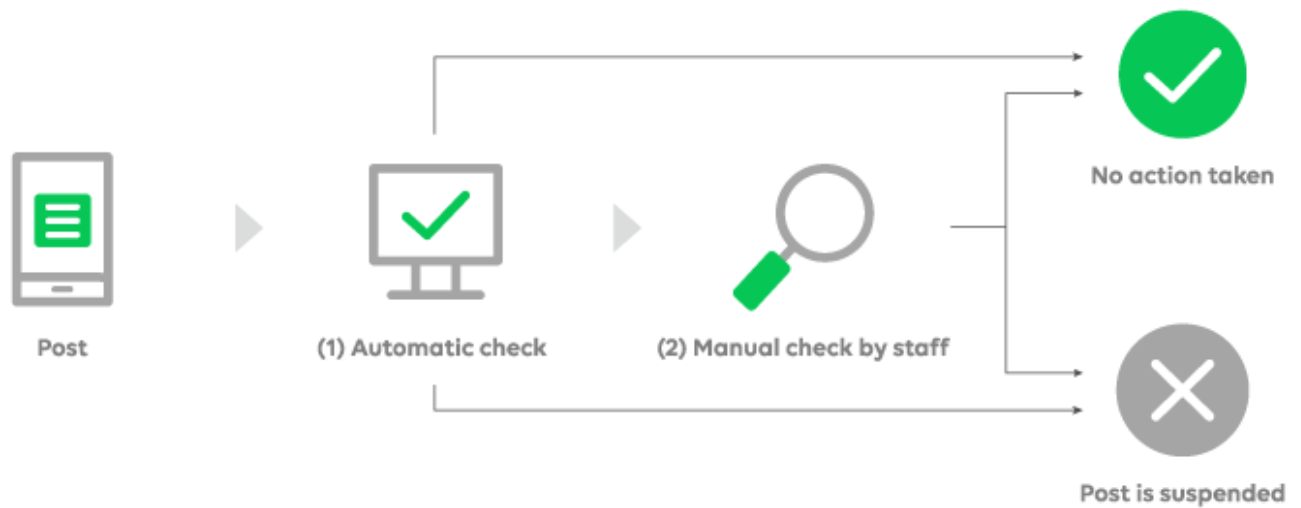 Post
(1) Automatic check
(2) Manual check by staff
No action taken
Post is suspended